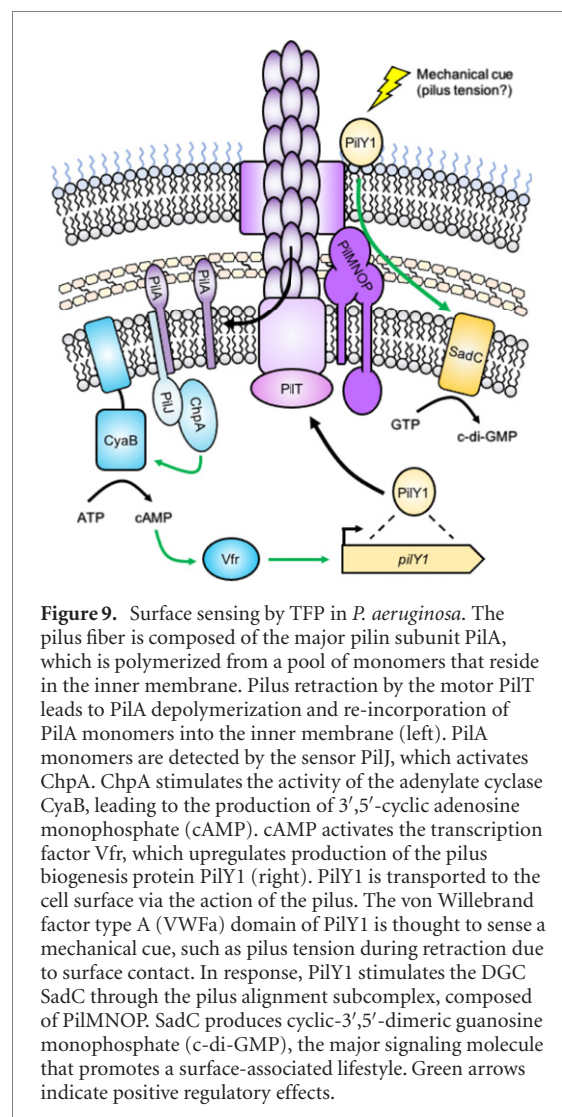 Mechanical cue
(pilus tension?)
PilY1
PilA
PilA
PilMNOP
SadC
PilJ
ChpA
PilT
CyaB
GTP
c-di-GMP
PilY1
ATP
cAMP
Vfr
pilY1
Figure 9. Surface sensing by TFP in P. aeruginosa. The
pilus fiber is composed of the major pilin subunit PilA,
which is polymerized from a pool of monomers that reside
in the inner membrane. Pilus retraction by the motor PilT
leads to PilA depolymerization and re-incorporation of
PilA monomers into the inner membrane (left). PilA
monomers are detected by the sensor PilJ, which activates
ChpA. ChpA stimulates the activity of the adenylate cyclase
CyaB, leading to the production of 3′,5′-cyclic adenosine
monophosphate (cAMP). cAMP activates the transcription
factor Vfr, which upregulates production of the pilus
biogenesis protein PilY1 (right). PilY1 is transported to the
cell surface via the action of the pilus. The von Willebrand
factor type A (VWFa) domain of PilY1 is thought to sense a
mechanical cue, such as pilus tension during retraction due
to surface contact. In response, PilY1 stimulates the DGC
SadC through the pilus alignment subcomplex, composed
of PilMNOP. SadC produces cyclic-3′,5′-dimeric guanosine
monophosphate (c-di-GMP), the major signaling molecule
that promotes a surface-associated lifestyle. Green arrows
indicate positive regulatory effects.